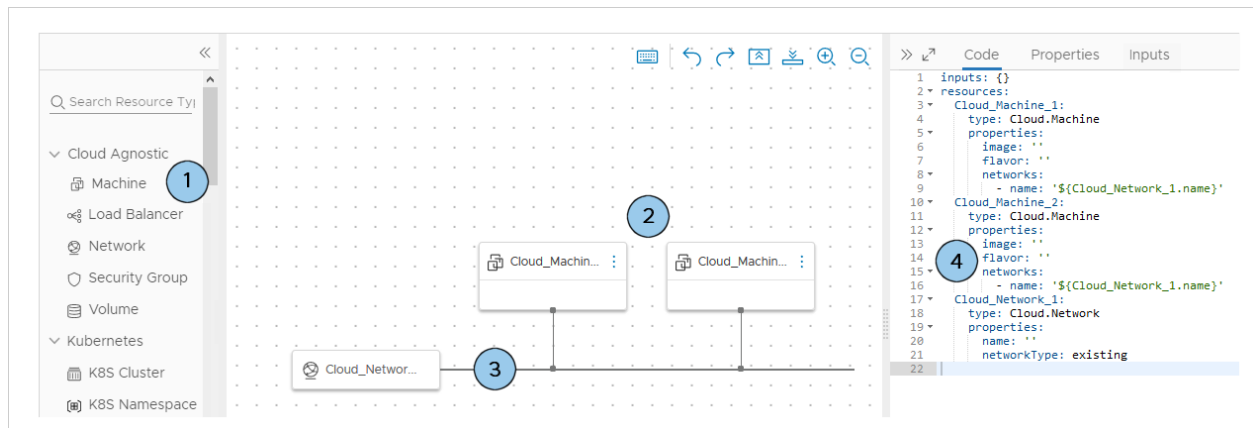 Search Resource Ty
Cloud Agnostic
Machine
1
Load Balancer
Network
Security Group
Volume
Kubernetes
K8S Cluster
K8S Namespace
2
Cloud_Machin...
Cloud_Machin...
Cloud_Networ...
3
Code Properties Inputs
1 inputs: {}
2 resources:
3 Cloud_Machine_1:
4 type: Cloud.Machine
5 properties:
6 image: ''
7 flavor: ''
8 networks:
9 - name: '${Cloud_Network_1.name}'
10 Cloud_Machine_2:
11 type: Cloud.Machine
12 properties:
13 image: ''
14 flavor: ''
15 networks:
16 - name: '${Cloud_Network_1.name}'
17 Cloud_Network_1:
18 type: Cloud.Network
19 properties:
20 name: ''
21 networkType: existing
22
4